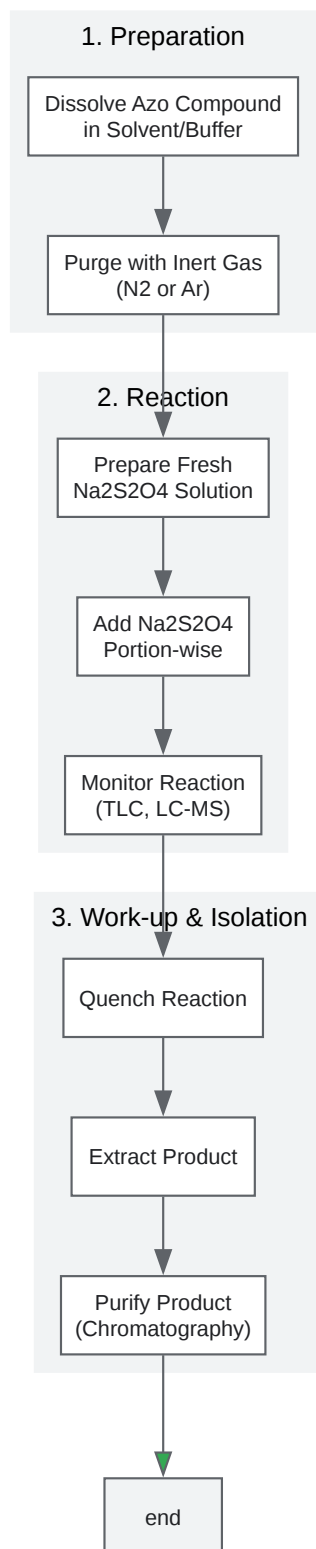 1. Preparation
Dissolve Azo Compound
in Solvent/Buffer
Purge with Inert Gas
(N2 or Ar)
2. Reaction
Prepare Fresh
Na2S2O4 Solution
Add Na2S2O4
Portion-wise
Monitor Reaction
(TLC, LC-MS)
3. Work-up & Isolation
Quench Reaction
Extract Product
Purify Product
(Chromatography)
end